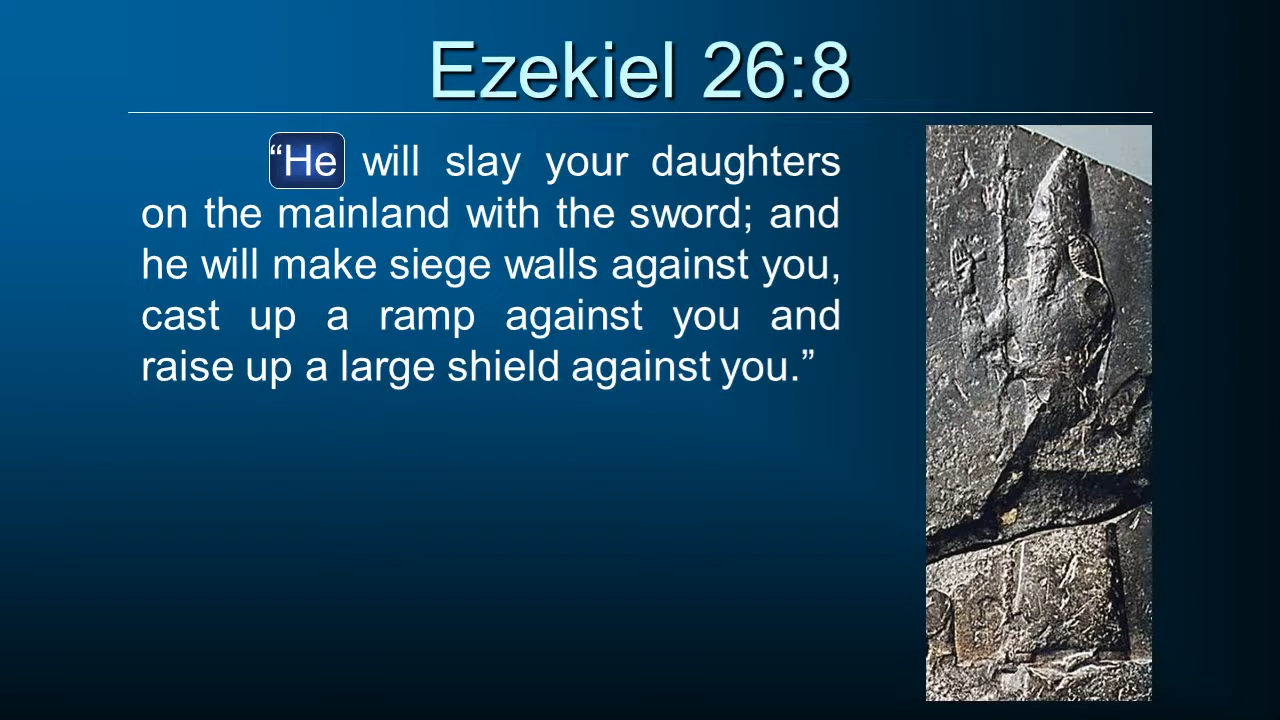 Ezekiel 26:8
“He will slay your daughters
on the mainland with the sword; and
he will make siege walls against you,
cast up a ramp against you and
raise up a large shield against you.”